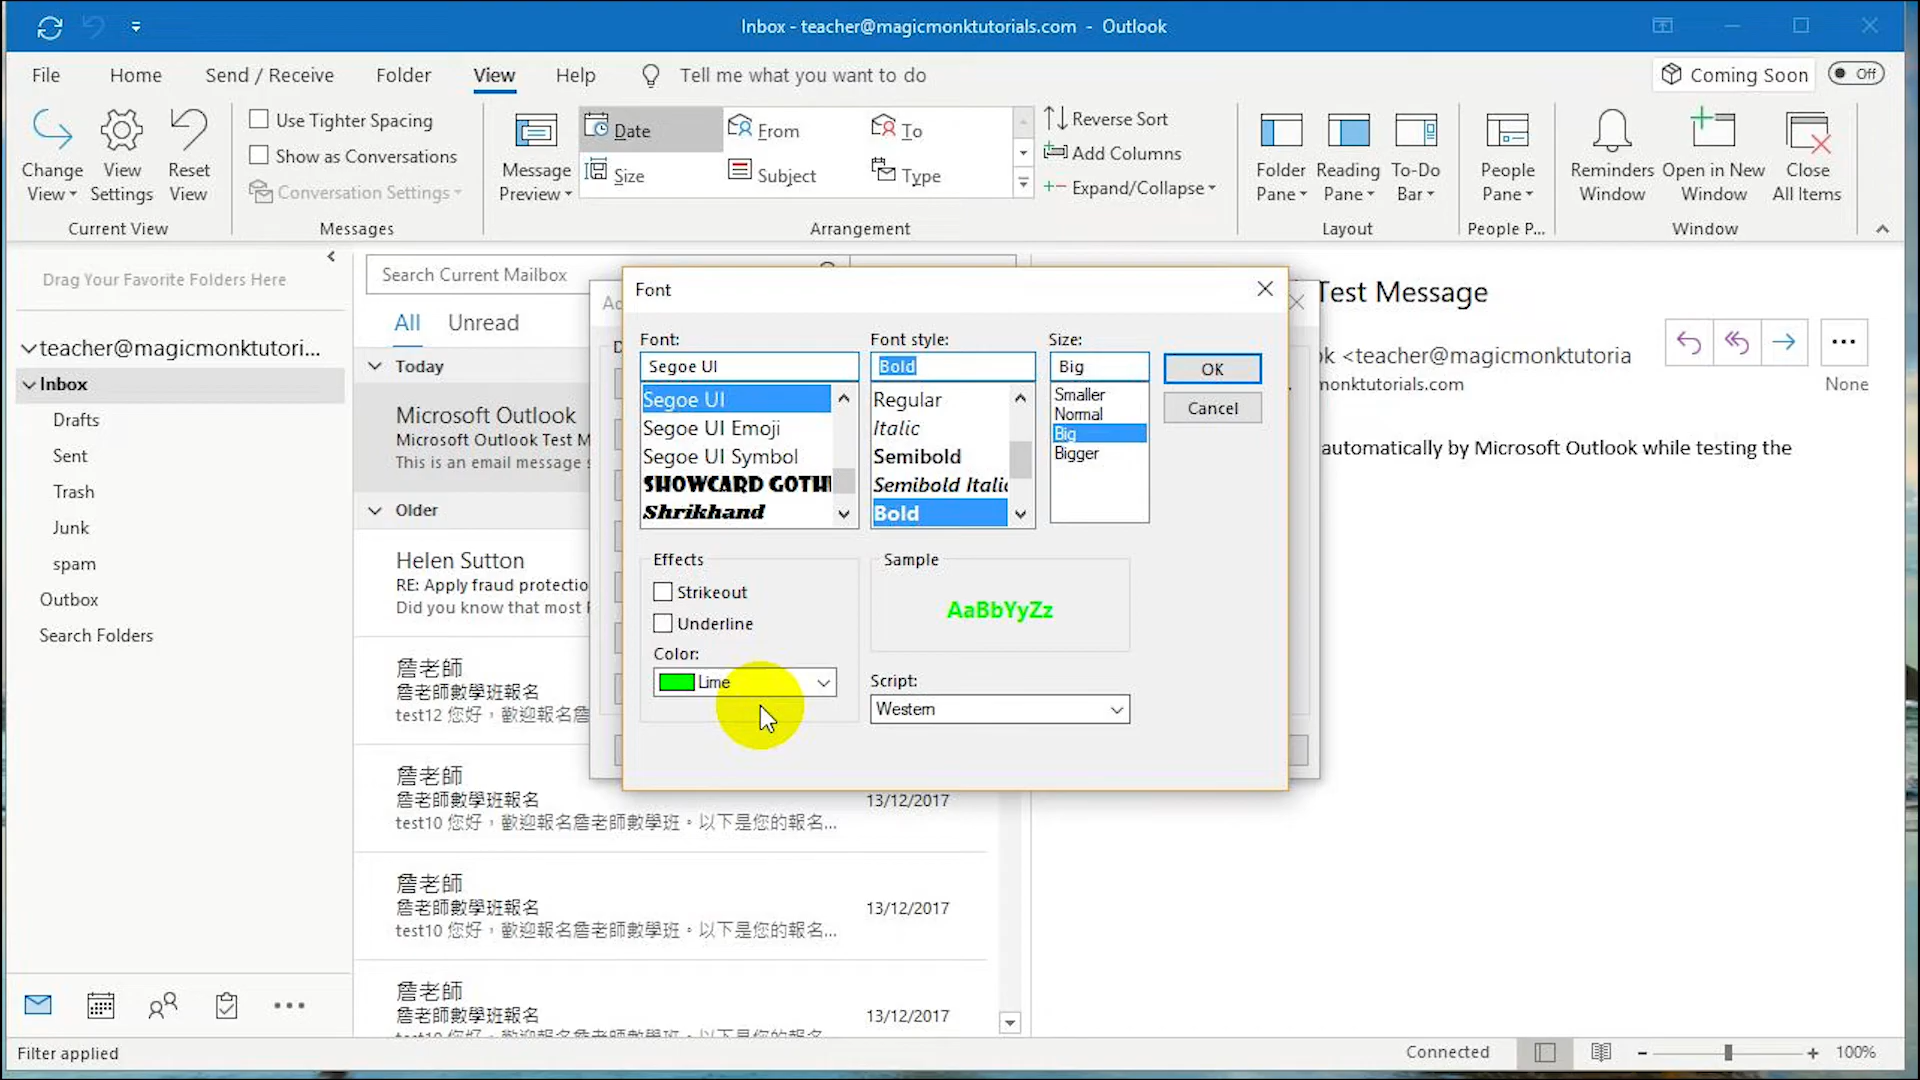 Inbox - teacher@magicmonktutorials.com - Outlook
File Home Send / Receive Folder View Help Tell me what you want to do Coming Soon Off
Change View
View Settings
Reset View
Current View
Use Tighter Spacing
Show as Conversations
Conversation Settings
Messages
Message Preview
Date From To
Size Subject Type
Reverse Sort
Add Columns
Expand/Collapse
Arrangement
Folder Pane
Reading Pane
To-Do Bar
Layout
People Pane
People P...
Reminders Window
Open in New Window
Close All Items
Window
Drag Your Favorite Folders Here
teacher@magicmonktutori...
Inbox
Drafts
Sent
Trash
Junk
spam
Outbox
Search Folders
Search Current Mailbox
All Unread
Today
Microsoft Outlook
Microsoft Outlook Test M
This is an email message s
Older
Helen Sutton
RE: Apply fraud protectio
Did you know that most
詹老師
詹老師數學班報名
test12 您好，歡迎報名詹
詹老師
詹老師數學班報名 13/12/2017
test10 您好，歡迎報名詹老師數學班。以下是您的報名...
詹老師
詹老師數學班報名 13/12/2017
test10 您好，歡迎報名詹老師數學班。以下是您的報名...
詹老師
詹老師數學班報名 13/12/2017
Font
Font:
Segoe UI
Segoe UI
Segoe UI Emoji
Segoe UI Symbol
SHOWCARD GOTH
Shrikhand
Font style:
Bold
Regular
Italic
Semibold
Semibold Italic
Bold
Size:
Big
Smaller
Normal
Big
Bigger
OK
Cancel
Effects
Strikeout
Underline
Color:
Lime
Sample
AaBbYyZz
Script:
Western
Test Message
ok <teacher@magicmonktutoria
monktutorials.com
None
automatically by Microsoft Outlook while testing the
Filter applied
Connected
100%